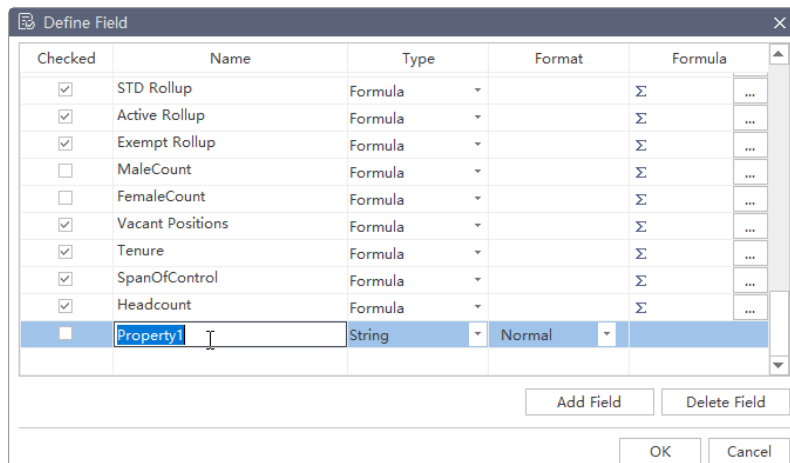 Define Field
Checked Name Type Format Formula
STD Rollup Formula Σ ...
Active Rollup Formula Σ ...
Exempt Rollup Formula Σ ...
MaleCount Formula Σ ...
FemaleCount Formula Σ ...
Vacant Positions Formula Σ ...
Tenure Formula Σ ...
SpanOfControl Formula Σ ...
Headcount Formula Σ ...
Property1 String Normal
Add Field Delete Field
OK Cancel